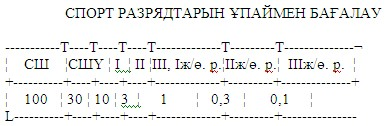 СПОРТ РАЗРЯДТАРЫН ҰПАЙМЕН БАҒАЛАУ
-----------T----T----T----T-------------T-----------T--------------¬
¦ СШ ¦СШҮ¦ І ¦ ІІ ¦ІІІ, Іж/ө. р.¦ІІж/ө. р.¦ ІІІж/ө. р. ¦
+----------+----+----+----+-------------+-----------+--------------+
¦ 100 ¦30 ¦ 10 ¦ 3 ¦ 1 ¦ 0,3 ¦ 0,1 ¦
L----------+----+----+----+-------------+-----------+--------------